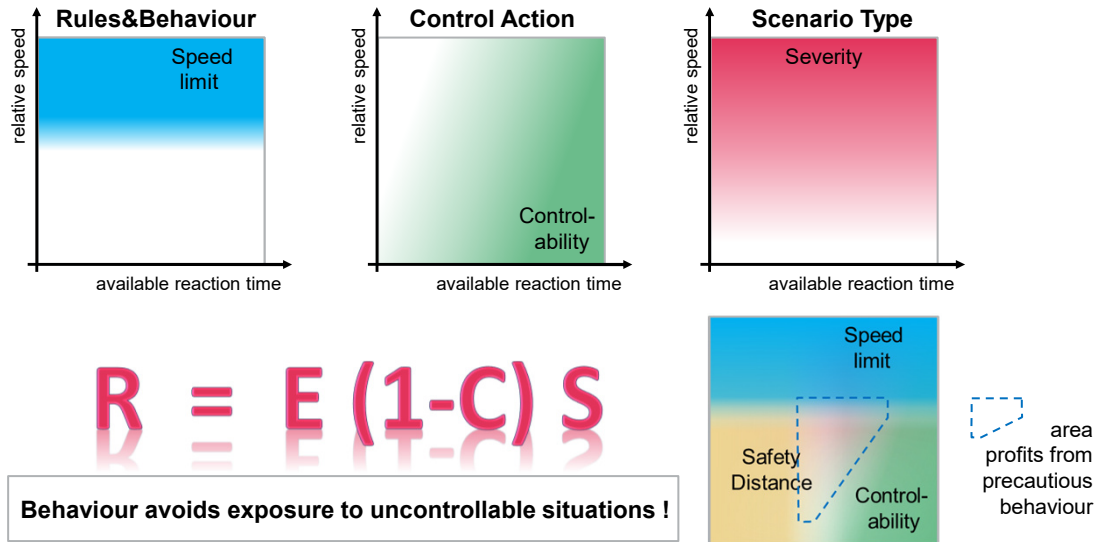 Rules&Behaviour
relative speed
Speed
limit
available reaction time
Control Action
relative speed
Control-
ability
available reaction time
Scenario Type
relative speed
Severity
available reaction time
R = E (1-C) S
Behaviour avoids exposure to uncontrollable situations !
Speed
limit
Safety
Distance
Control-
ability
area
profits from
precautious
behaviour